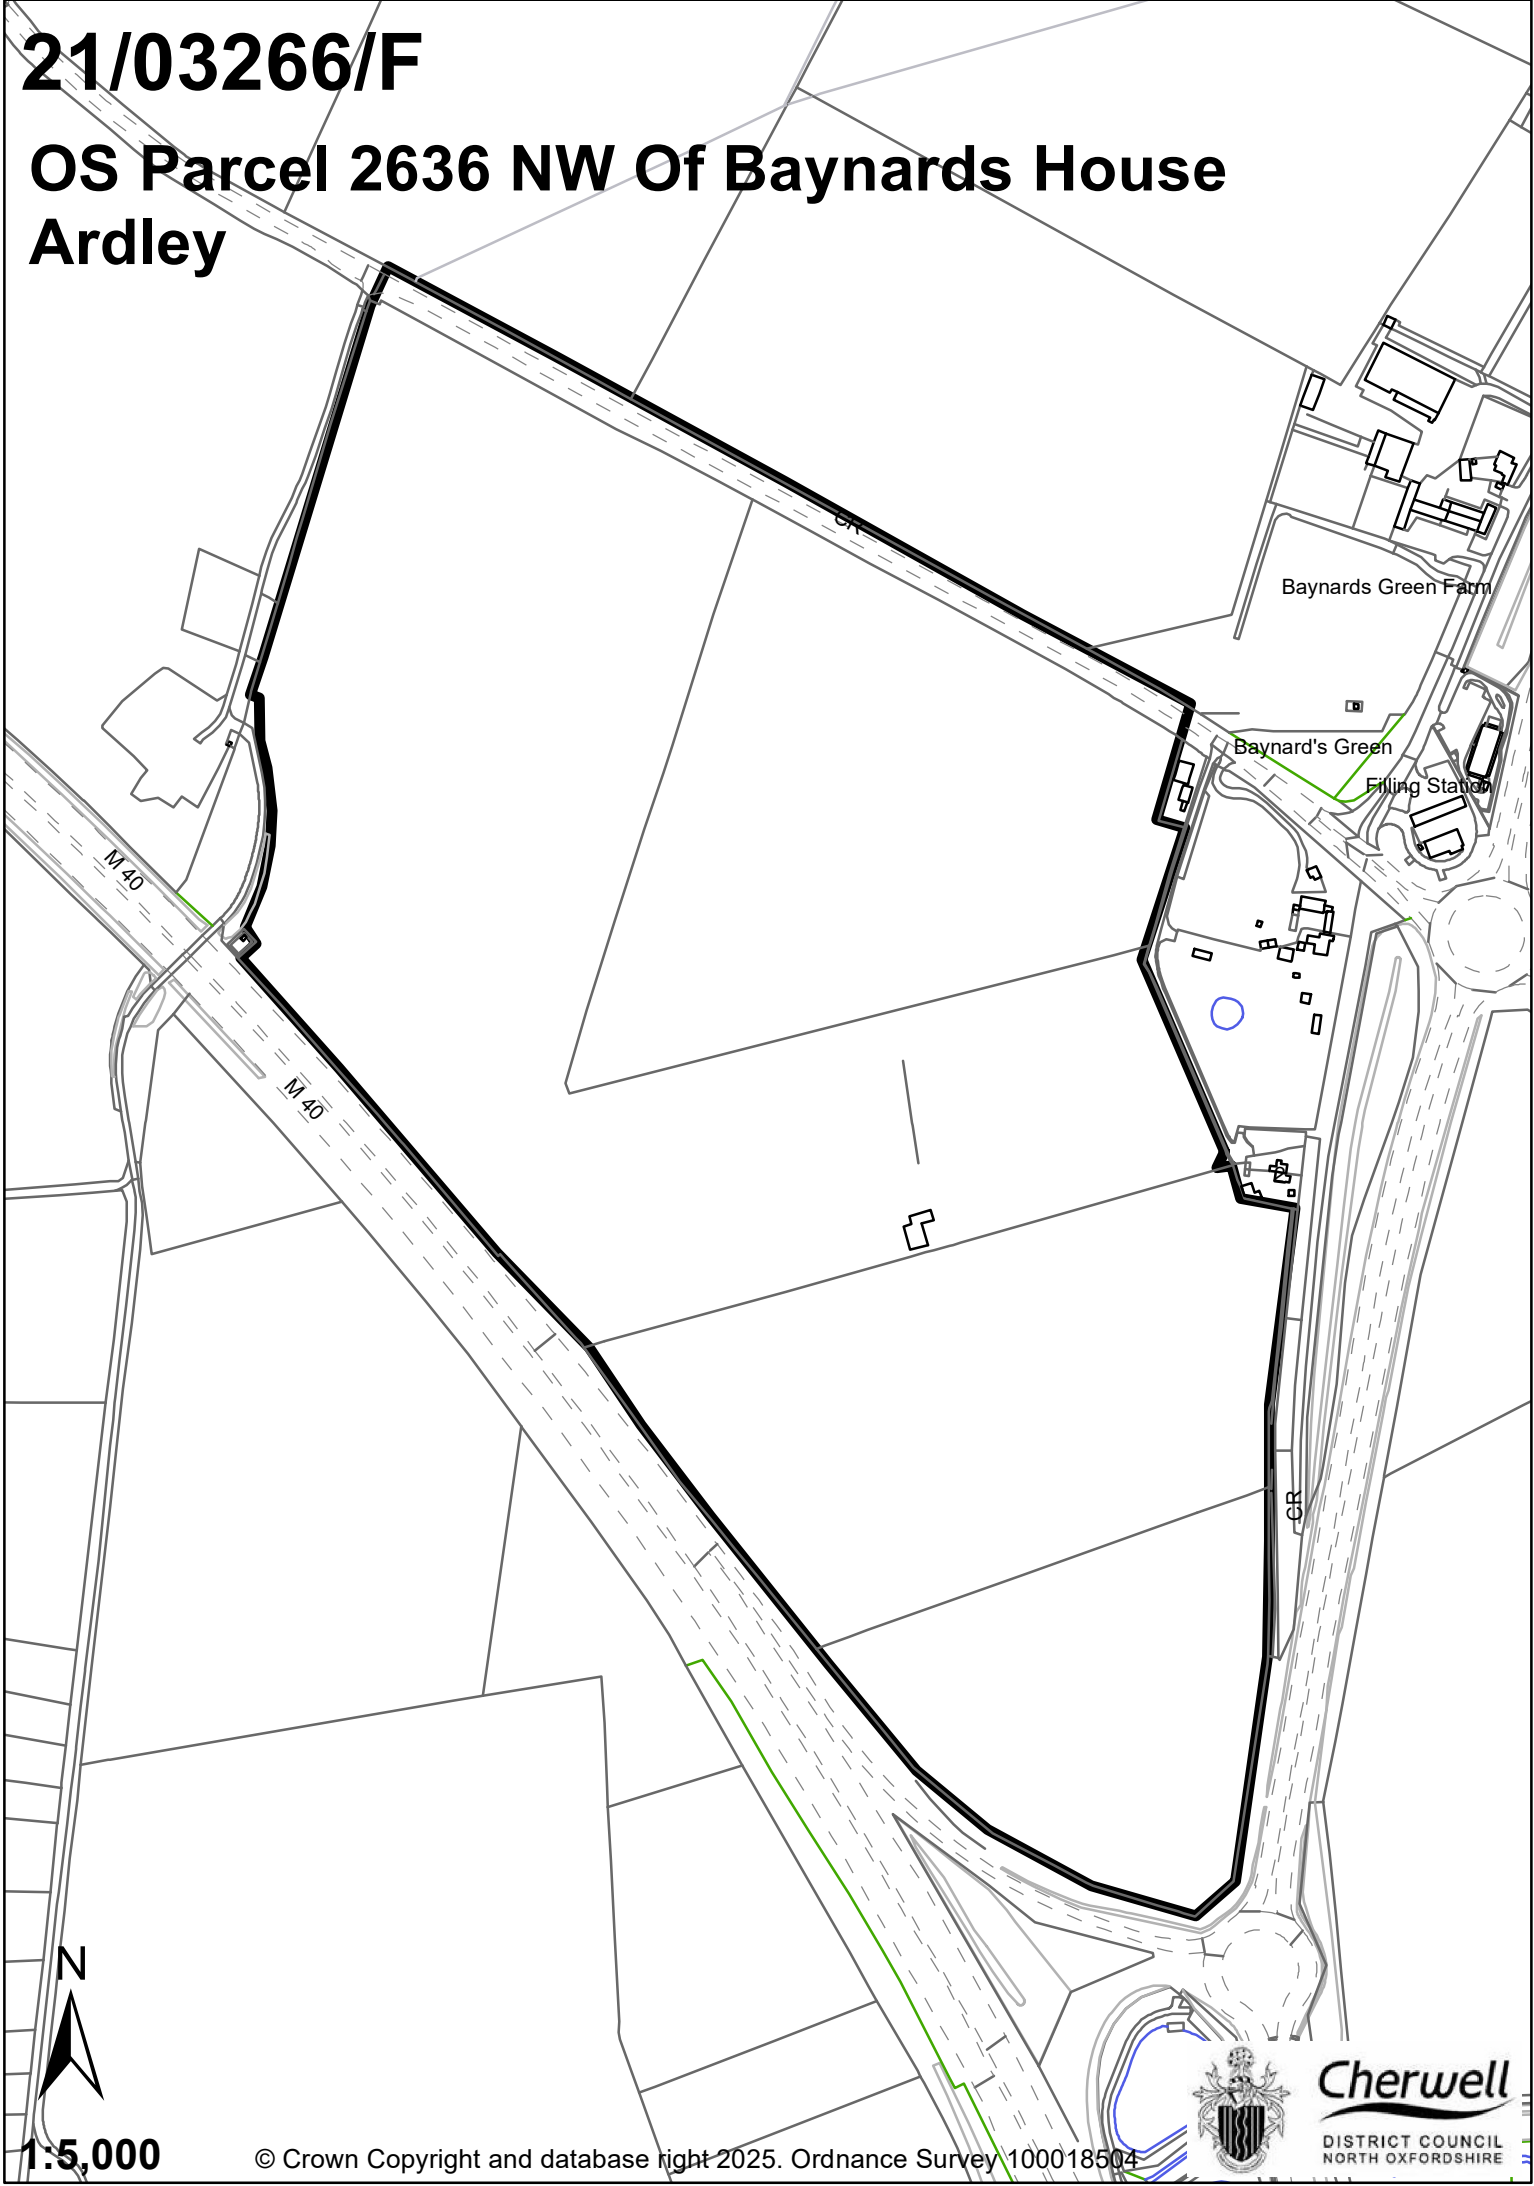 21/03266/F
OS Parcel 2636 NW Of Baynards House
Ardley
CR
Baynards Green Farm
Baynard's Green
Filling Station
M 40
M 40
2
CR
N
1:5,000
© Crown Copyright and database right 2025. Ordnance Survey 100018504
Cherwell
DISTRICT COUNCIL
NORTH OXFORDSHIRE